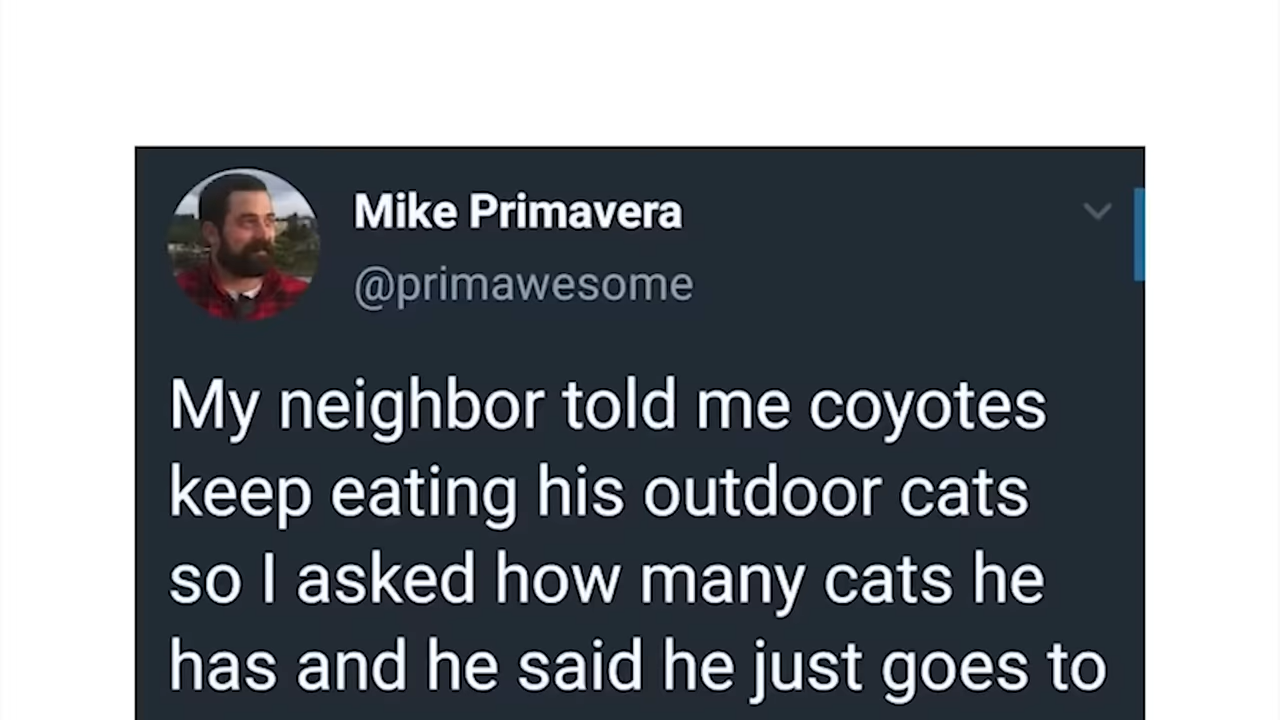 Mike Primavera
@primawesome
My neighbor told me coyotes
keep eating his outdoor cats
so I asked how many cats he
has and he said he just goes to